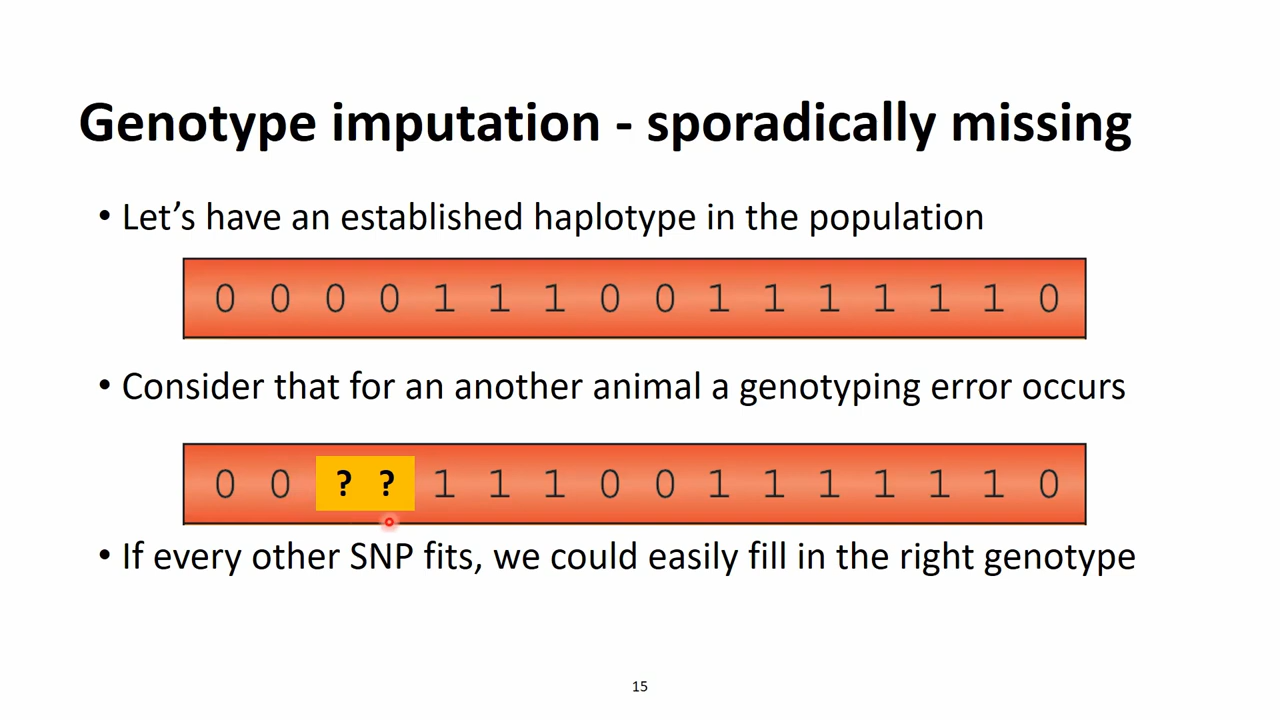 Genotype imputation - sporadically missing
• Let’s have an established haplotype in the population
0 0 0 0 1 1 1 0 0 1 1 1 1 1 1 0
• Consider that for an another animal a genotyping error occurs
0 0 ? ? 1 1 1 0 0 1 1 1 1 1 1 0
• If every other SNP fits, we could easily fill in the right genotype
15